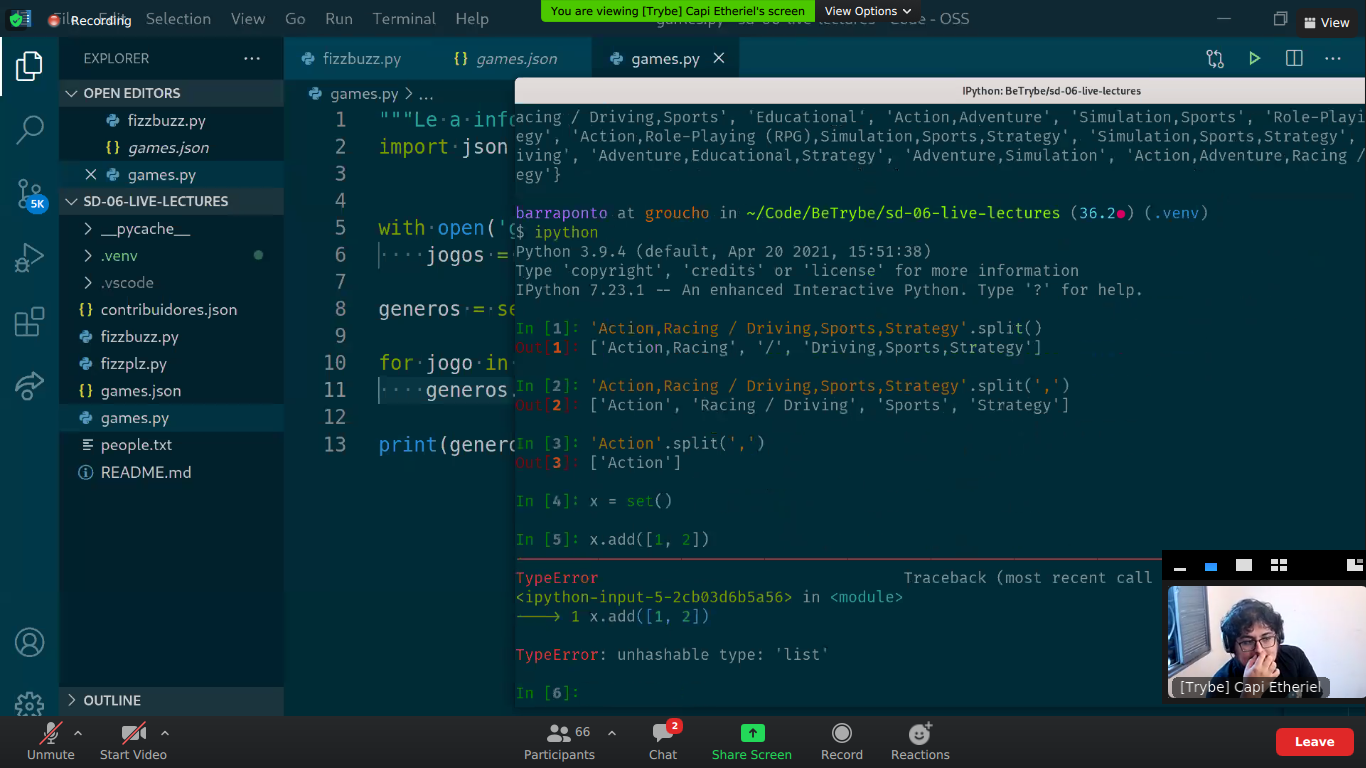 Recording
File Edit Selection View Go Run Terminal Help
You are viewing [Trybe] Capi Etheriel's screen
View Options
games.py - sd-06-live-lectures - Code - OSS
View
EXPLORER
fizzbuzz.py
games.json
games.py
OPEN EDITORS
fizzbuzz.py
games.json
games.py
SD-06-LIVE-LECTURES
__pycache__
.venv
.vscode
contribuidores.json
fizzbuzz.py
fizzplz.py
games.json
games.py
people.txt
README.md
OUTLINE
5K
games.py > ...
1 """Le a info
2 import json
3
4
5 with open('g
6 ····jogos =
7
8 generos = se
9
10 for jogo in
11 ····generos.
12
13 print(genero
IPython: BeTrybe/sd-06-live-lectures
acing / Driving,Sports', 'Educational', 'Action,Adventure', 'Simulation,Sports', 'Role-Playi
egy', 'Action,Role-Playing (RPG),Simulation,Sports,Strategy', 'Simulation,Sports,Strategy',
iving', 'Adventure,Educational,Strategy', 'Adventure,Simulation', 'Action,Adventure,Racing /
egy'}
barraponto at groucho in ~/Code/BeTrybe/sd-06-live-lectures (36.2●) (.venv)
$ ipython
Python 3.9.4 (default, Apr 20 2021, 15:51:38)
Type 'copyright', 'credits' or 'license' for more information
IPython 7.23.1 -- An enhanced Interactive Python. Type '?' for help.
In [1]: 'Action,Racing / Driving,Sports,Strategy'.split()
Out[1]: ['Action,Racing', '/', 'Driving,Sports,Strategy']
In [2]: 'Action,Racing / Driving,Sports,Strategy'.split(',')
Out[2]: ['Action', 'Racing / Driving', 'Sports', 'Strategy']
In [3]: 'Action'.split(',')
Out[3]: ['Action']
In [4]: x = set()
In [5]: x.add([1, 2])
TypeError Traceback (most recent call
<ipython-input-5-2cb03d6b5a56> in <module>
----> 1 x.add([1, 2])
TypeError: unhashable type: 'list'
In [6]:
[Trybe] Capi Etheriel
Unmute
Start Video
66
Participants
2
Chat
Share Screen
Record
Reactions
Leave